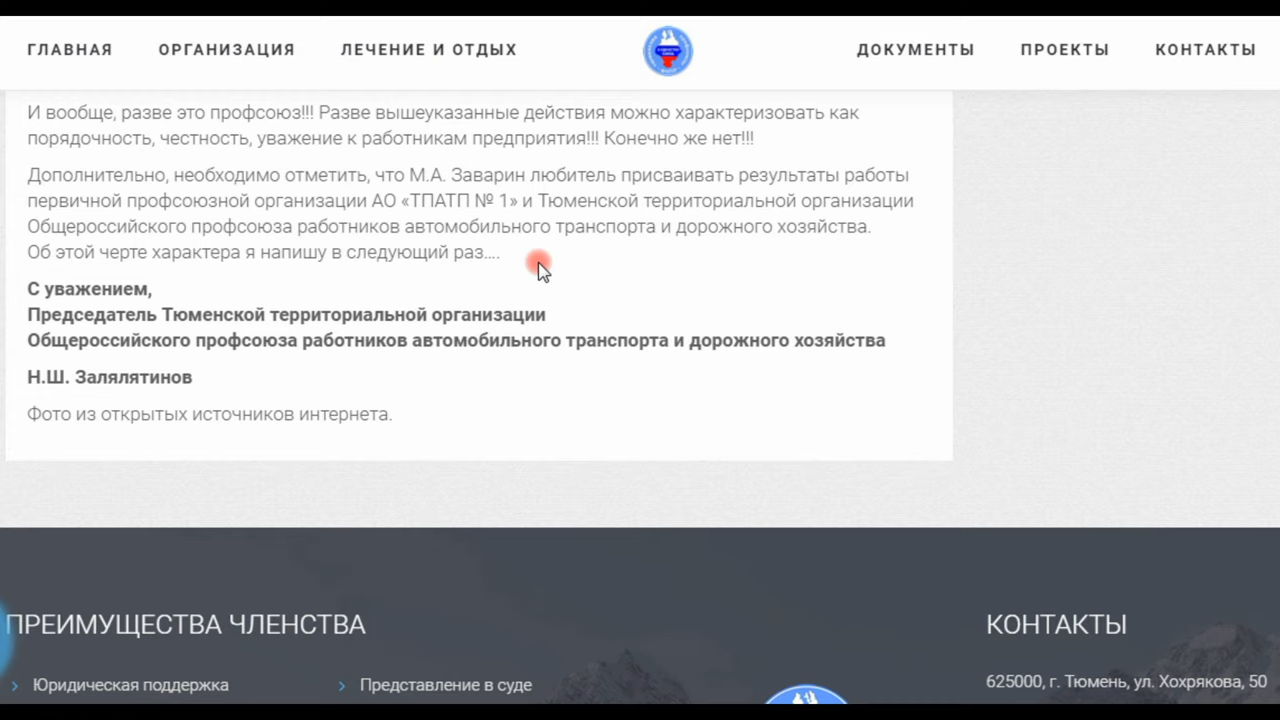 ГЛАВНАЯ ОРГАНИЗАЦИЯ ЛЕЧЕНИЕ И ОТДЫХ ДОКУМЕНТЫ ПРОЕКТЫ КОНТАКТЫ
И вообще, разве это профсоюз!!! Разве вышеуказанные действия можно характеризовать как
порядочность, честность, уважение к работникам предприятия!!! Конечно же нет!!!
Дополнительно, необходимо отметить, что М.А. Заварин любитель присваивать результаты работы
первичной профсоюзной организации АО «ТПАТП № 1» и Тюменской территориальной организации
Общероссийского профсоюза работников автомобильного транспорта и дорожного хозяйства.
Об этой черте характера я напишу в следующий раз....
С уважением,
Председатель Тюменской территориальной организации
Общероссийского профсоюза работников автомобильного транспорта и дорожного хозяйства
Н.Ш. Залялятинов
Фото из открытых источников интернета.
ПРЕИМУЩЕСТВА ЧЛЕНСТВА
Юридическая поддержка
Представление в суде
КОНТАКТЫ
625000, г. Тюмень, ул. Хохрякова, 50